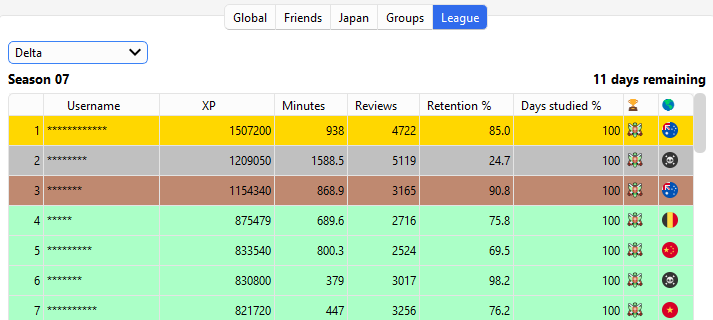 Global Friends Japan Groups League
Delta
Season 07 11 days remaining
Username XP Minutes Reviews Retention % Days studied %
1 ************ 1507200 938 4722 85.0 100
2 ******** 1209050 1588.5 5119 24.7 100
3 ******* 1154340 868.9 3165 90.8 100
4 ***** 875479 689.6 2716 75.8 100
5 ********* 833540 800.3 2524 69.5 100
6 ******* 830800 379 3017 98.2 100
7 ********** 821720 447 3256 76.2 100